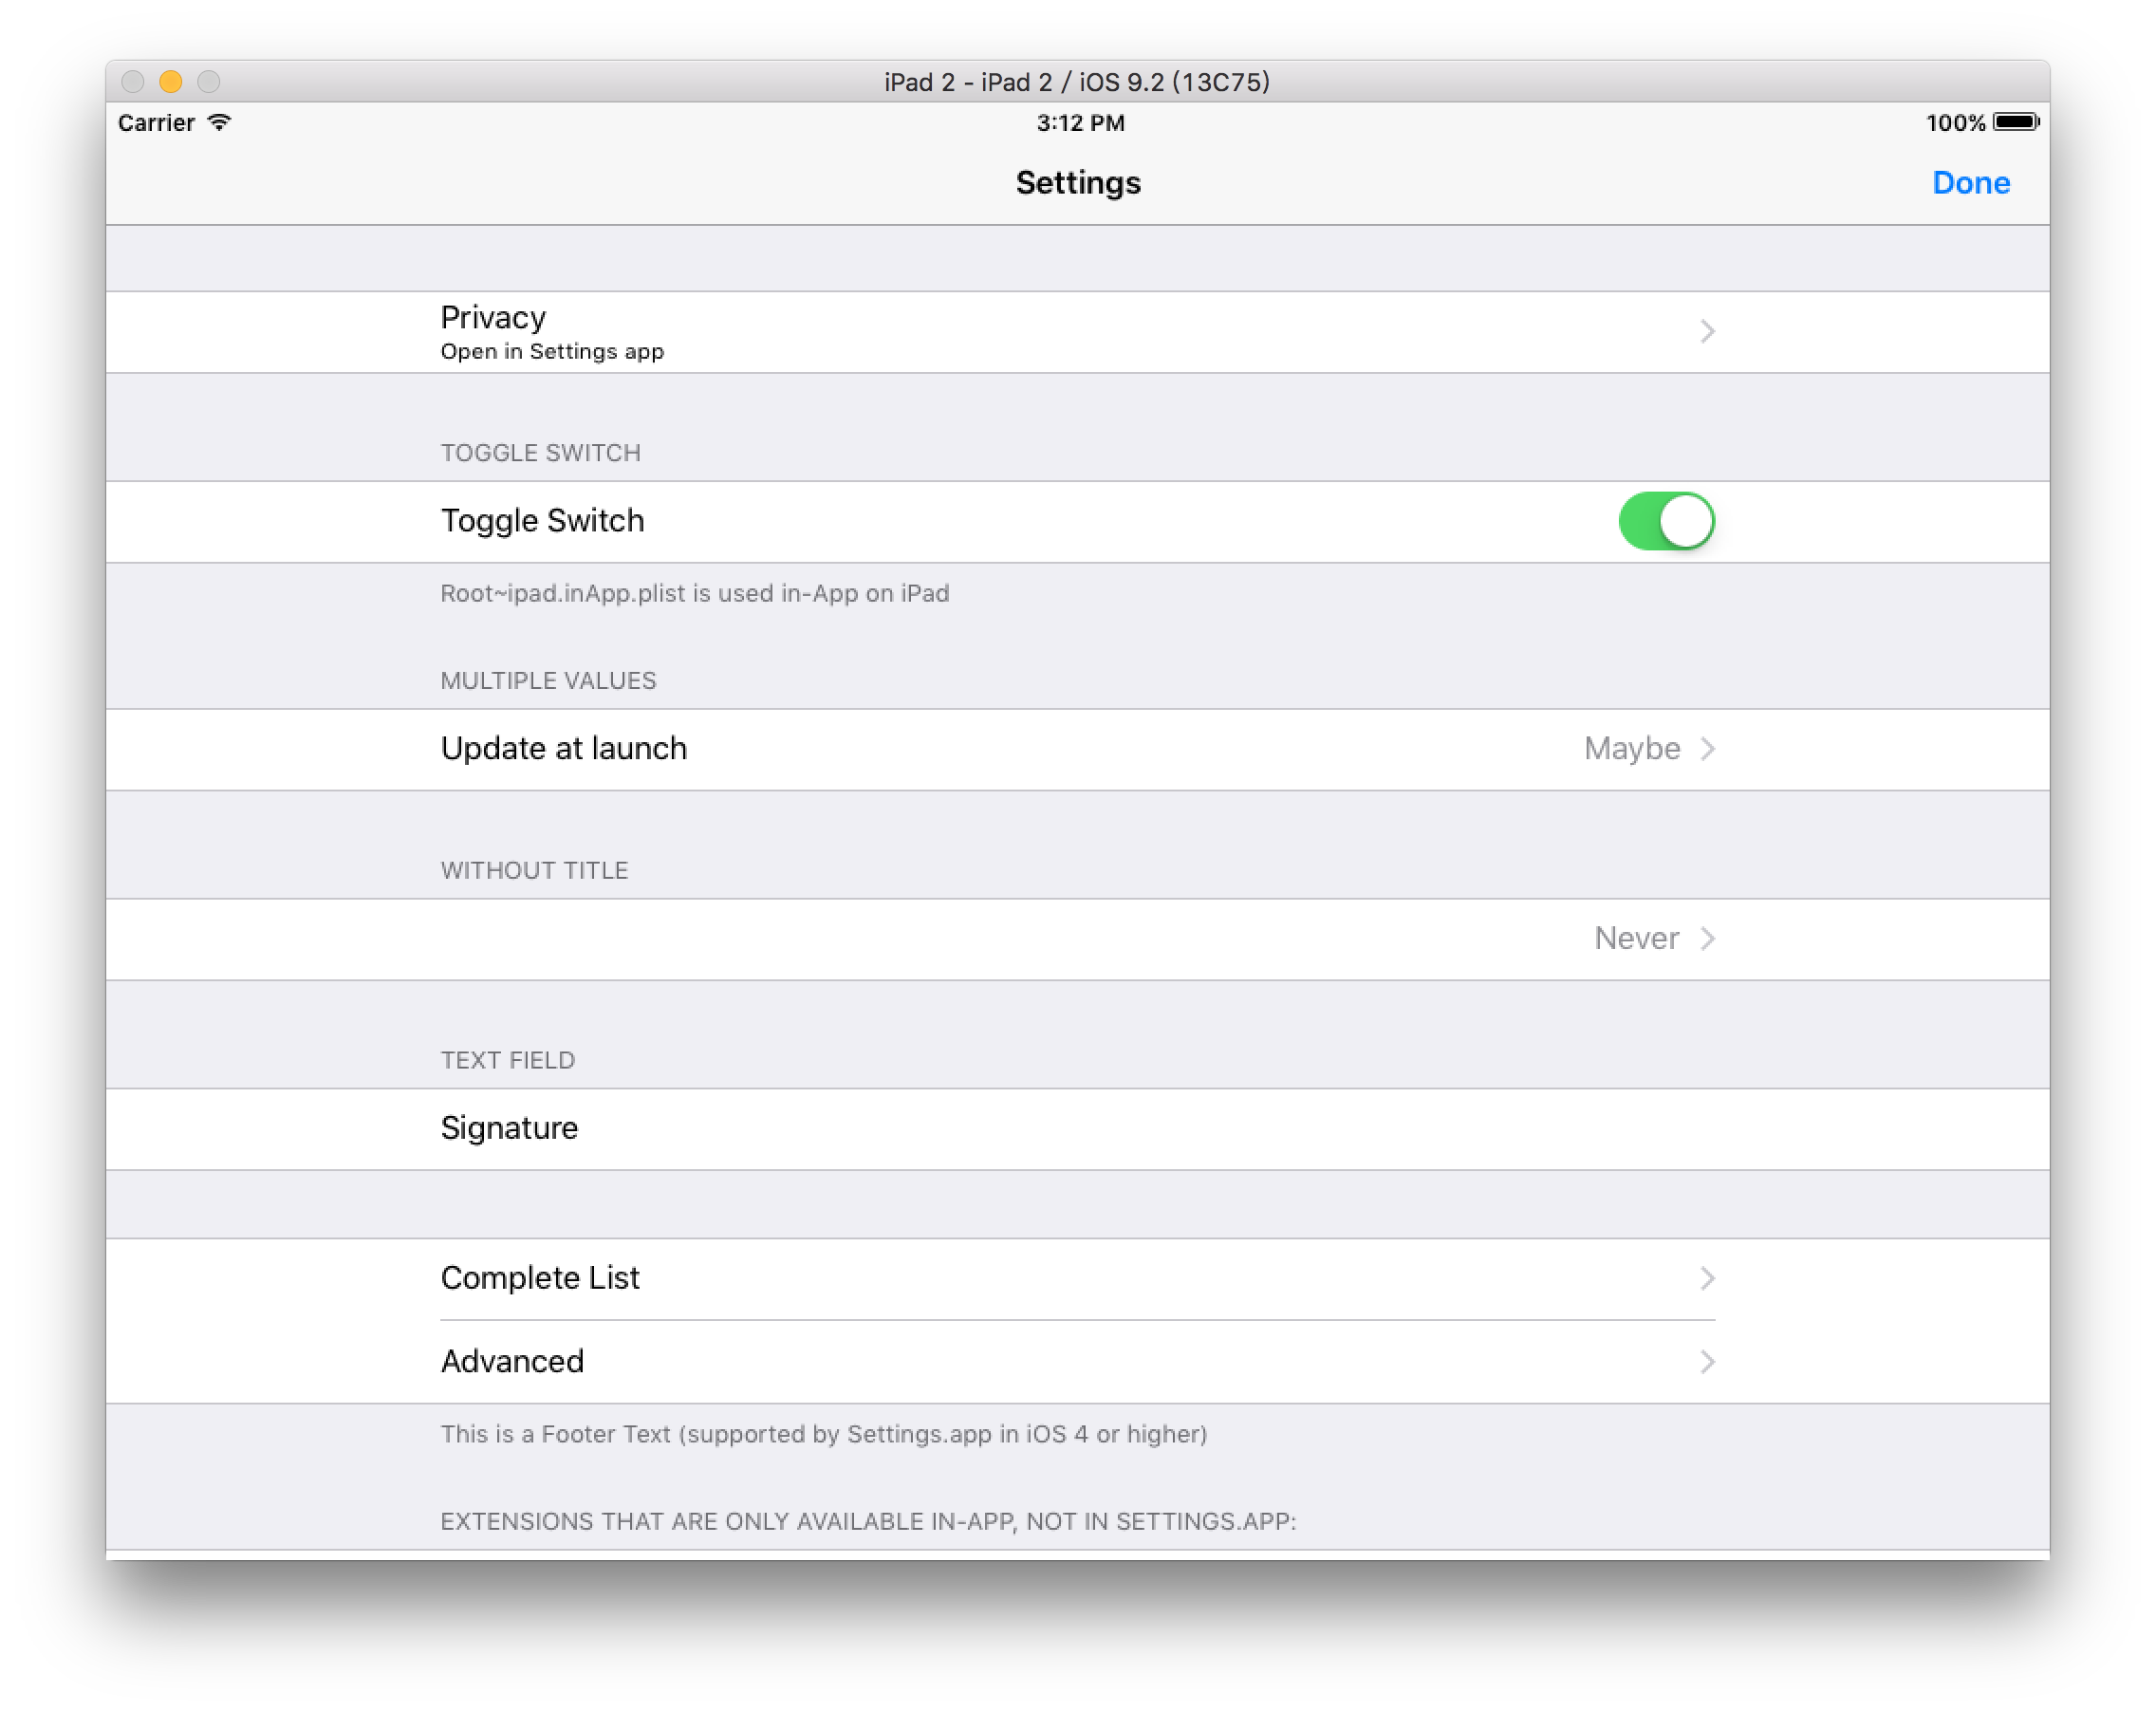 iPad 2 - iPad 2 / iOS 9.2 (13C75)
Carrier 3:12 PM 100%
Settings Done
Privacy
Open in Settings app
TOGGLE SWITCH
Toggle Switch
Root~ipad.inApp.plist is used in-App on iPad
MULTIPLE VALUES
Update at launch Maybe
WITHOUT TITLE
Never
TEXT FIELD
Signature
Complete List
Advanced
This is a Footer Text (supported by Settings.app in iOS 4 or higher)
EXTENSIONS THAT ARE ONLY AVAILABLE IN-APP, NOT IN SETTINGS.APP: